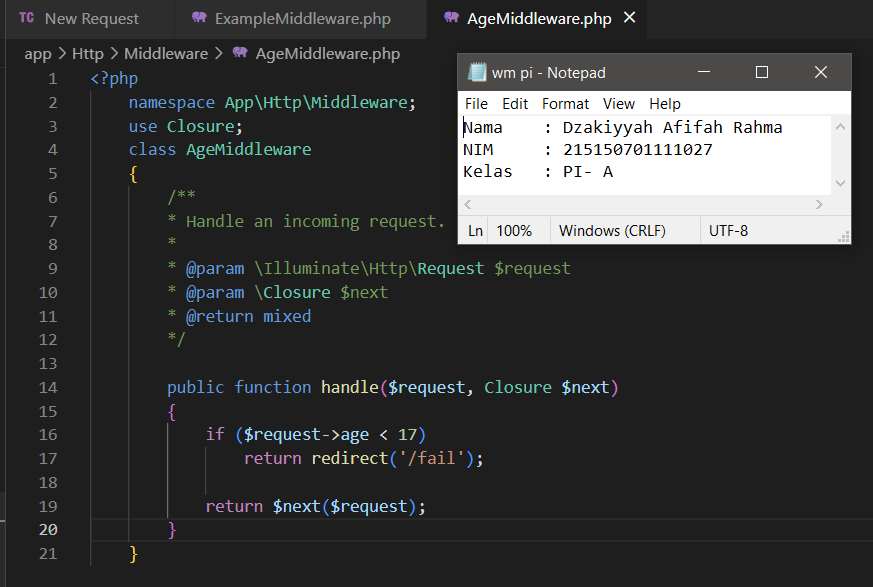 TC New Request ExampleMiddleware.php AgeMiddleware.php
app > Http > Middleware > AgeMiddleware.php
1 <?php
2 namespace App\Http\Middleware;
3 use Closure;
4 class AgeMiddleware
5 {
6 /**
7 * Handle an incoming request.
8 *
9 * @param \Illuminate\Http\Request $request
10 * @param \Closure $next
11 * @return mixed
12 */
13
14 public function handle($request, Closure $next)
15 {
16 if ($request->age < 17)
17 return redirect('/fail');
18
19 return $next($request);
20 }
21 }
wm pi - Notepad
File Edit Format View Help
Nama : Dzakiyyah Afifah Rahma
NIM : 215150701111027
Kelas : PI- A
Ln 100% Windows (CRLF) UTF-8